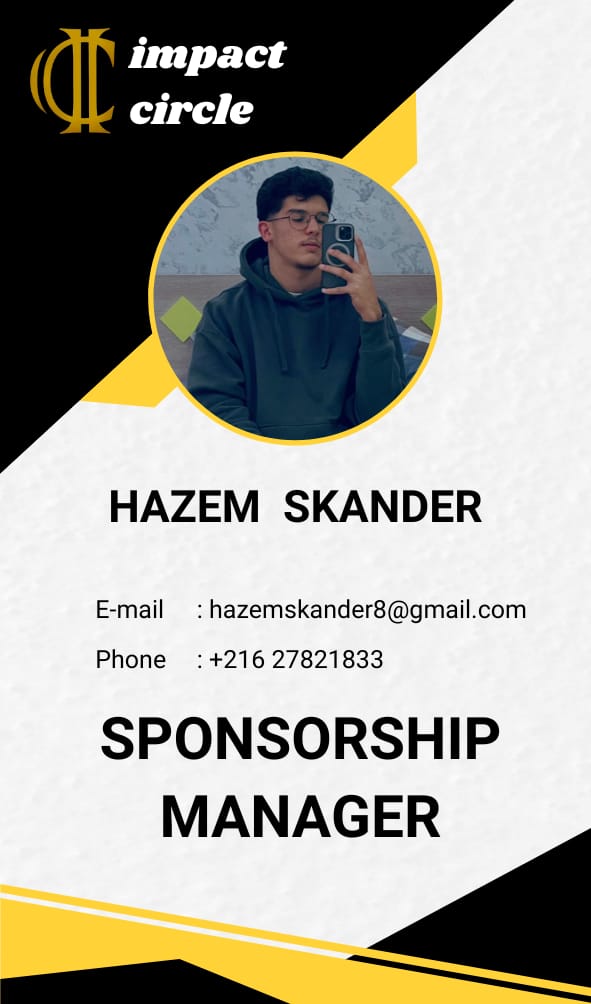 impact
circle
HAZEM SKANDER
E-mail : hazemskander8@gmail.com
Phone : +216 27821833
SPONSORSHIP
MANAGER